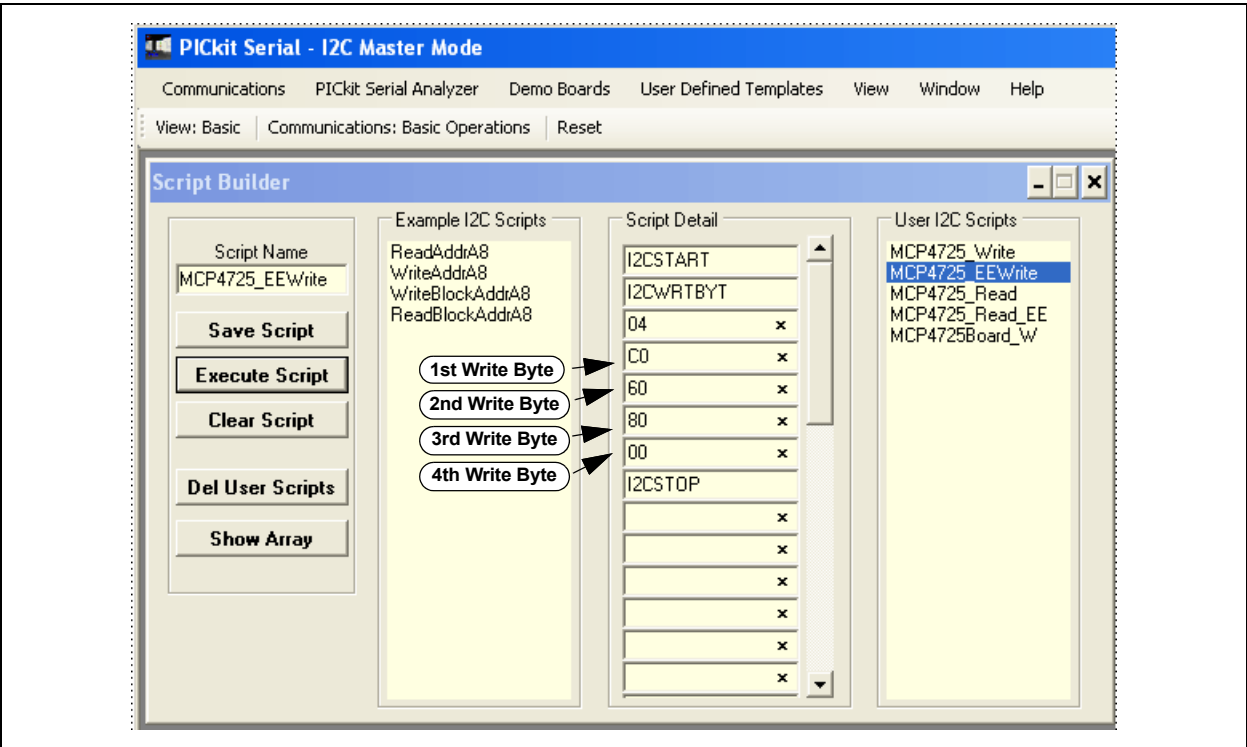 PICkit Serial - I2C Master Mode
Communications PICkit Serial Analyzer Demo Boards User Defined Templates View Window Help
View: Basic Communications: Basic Operations Reset
Script Builder
Script Name
MCP4725_EEWrite
Save Script
Execute Script
Clear Script
Del User Scripts
Show Array
Example I2C Scripts
ReadAddrA8
WriteAddrA8
WriteBlockAddrA8
ReadBlockAddrA8
1st Write Byte
2nd Write Byte
3rd Write Byte
4th Write Byte
Script Detail
I2CSTART
I2CWRTBYT
04 x
C0 x
60 x
80 x
00 x
I2CSTOP
x
x
x
x
x
x
User I2C Scripts
MCP4725_Write
MCP4725_EEWrite
MCP4725_Read
MCP4725_Read_EE
MCP4725Board_W